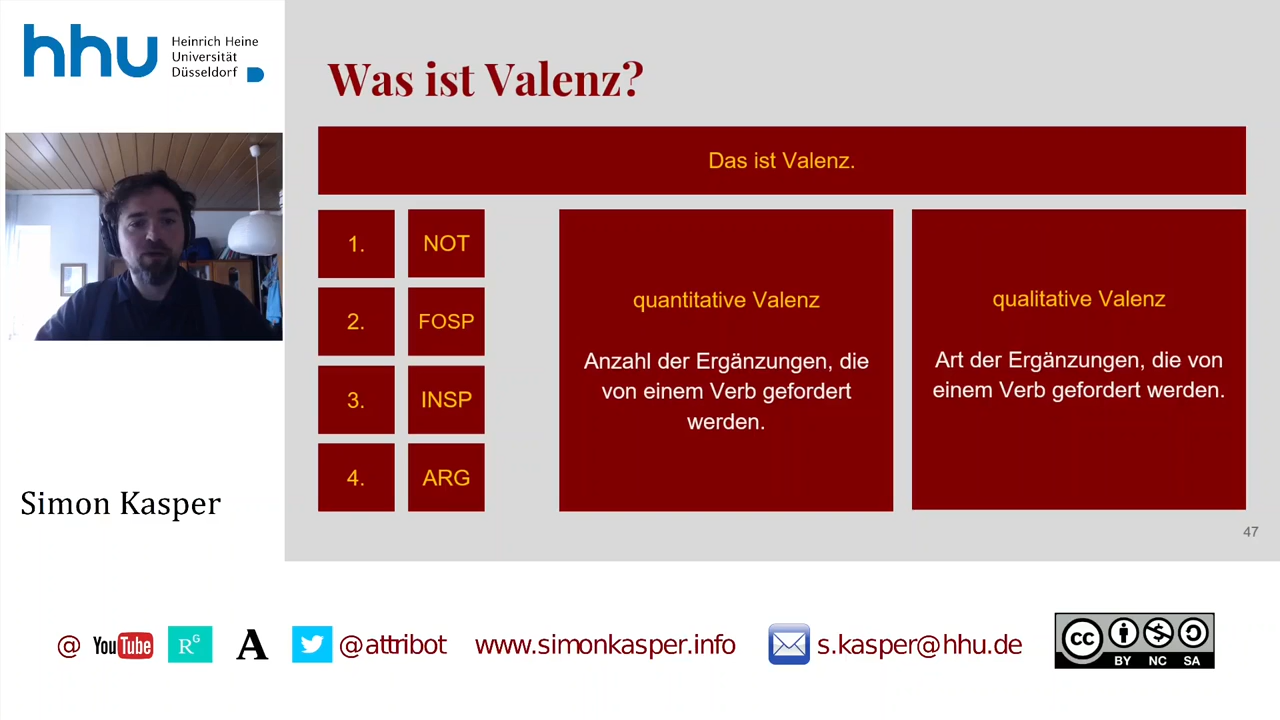 hhu
Heinrich Heine
Universität
Düsseldorf
Simon Kasper
Was ist Valenz?
Das ist Valenz.
1. NOT
2. FOSP
3. INSP
4. ARG
quantitative Valenz
Anzahl der Ergänzungen, die
von einem Verb gefordert
werden.
qualitative Valenz
Art der Ergänzungen, die von
einem Verb gefordert werden.
47
@ YouTube RG A @attribot www.simonkasper.info s.kasper@hhu.de
cc
BY NC SA